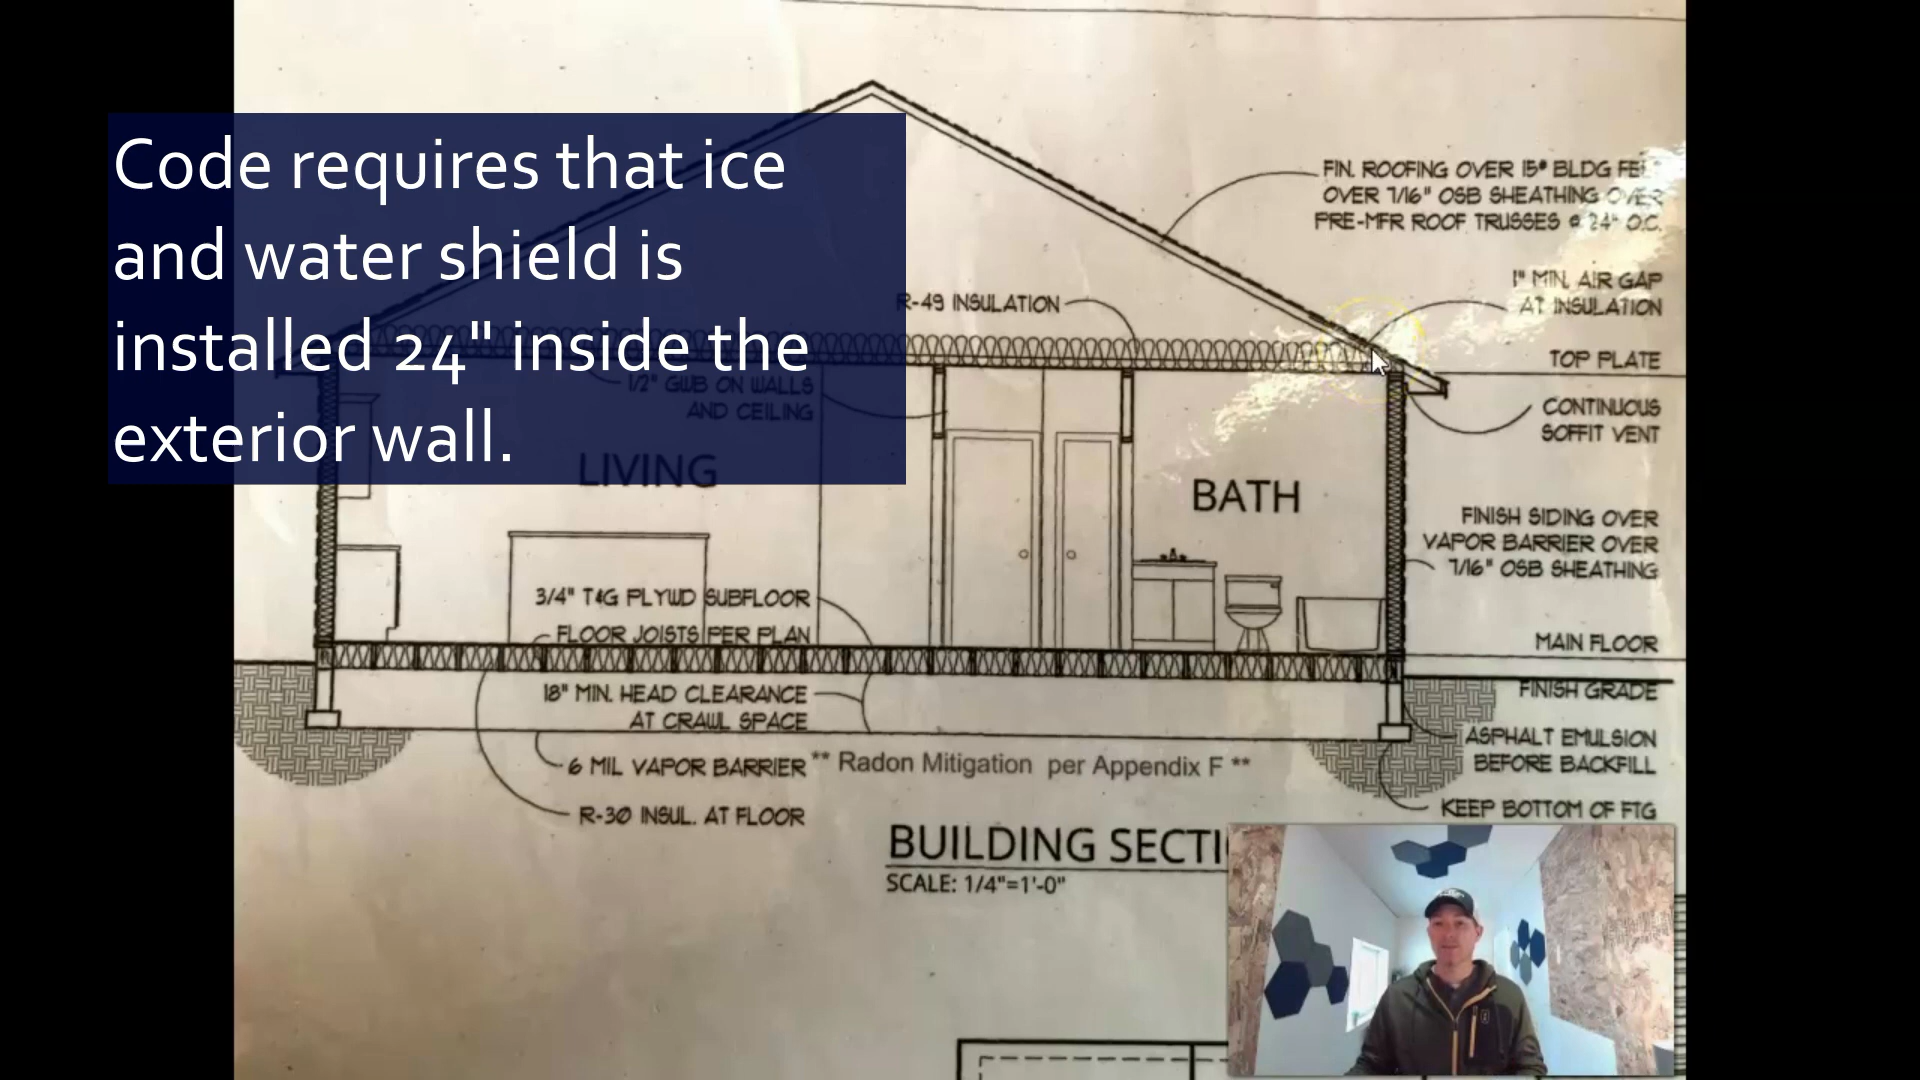 Code requires that ice
and water shield is
installed 24" inside the
exterior wall.
FIN. ROOFING OVER 15# BLDG FELT
OVER 7/16" OSB SHEATHING OVER
PRE-MFR ROOF TRUSSES @ 24" O.C.
1" MIN. AIR GAP
AT INSULATION
R-49 INSULATION
TOP PLATE
1/2" GWB ON WALLS
AND CEILING
CONTINUOUS
SOFFIT VENT
LIVING
BATH
FINISH SIDING OVER
VAPOR BARRIER OVER
7/16" OSB SHEATHING
3/4" T&G PLYWD SUBFLOOR
FLOOR JOISTS PER PLAN
MAIN FLOOR
18" MIN. HEAD CLEARANCE
AT CRAWL SPACE
FINISH GRADE
ASPHALT EMULSION
BEFORE BACKFILL
6 MIL VAPOR BARRIER
** Radon Mitigation per Appendix F **
R-30 INSUL. AT FLOOR
KEEP BOTTOM OF FTG
BUILDING SECTI
SCALE: 1/4"=1'-0"